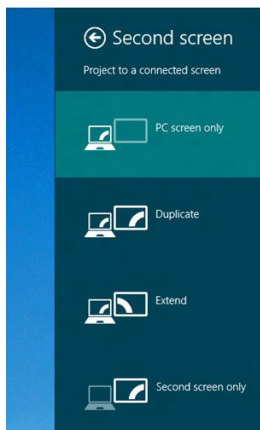 Second screen
Project to a connected screen
PC screen only
Duplicate
Extend
Second screen only